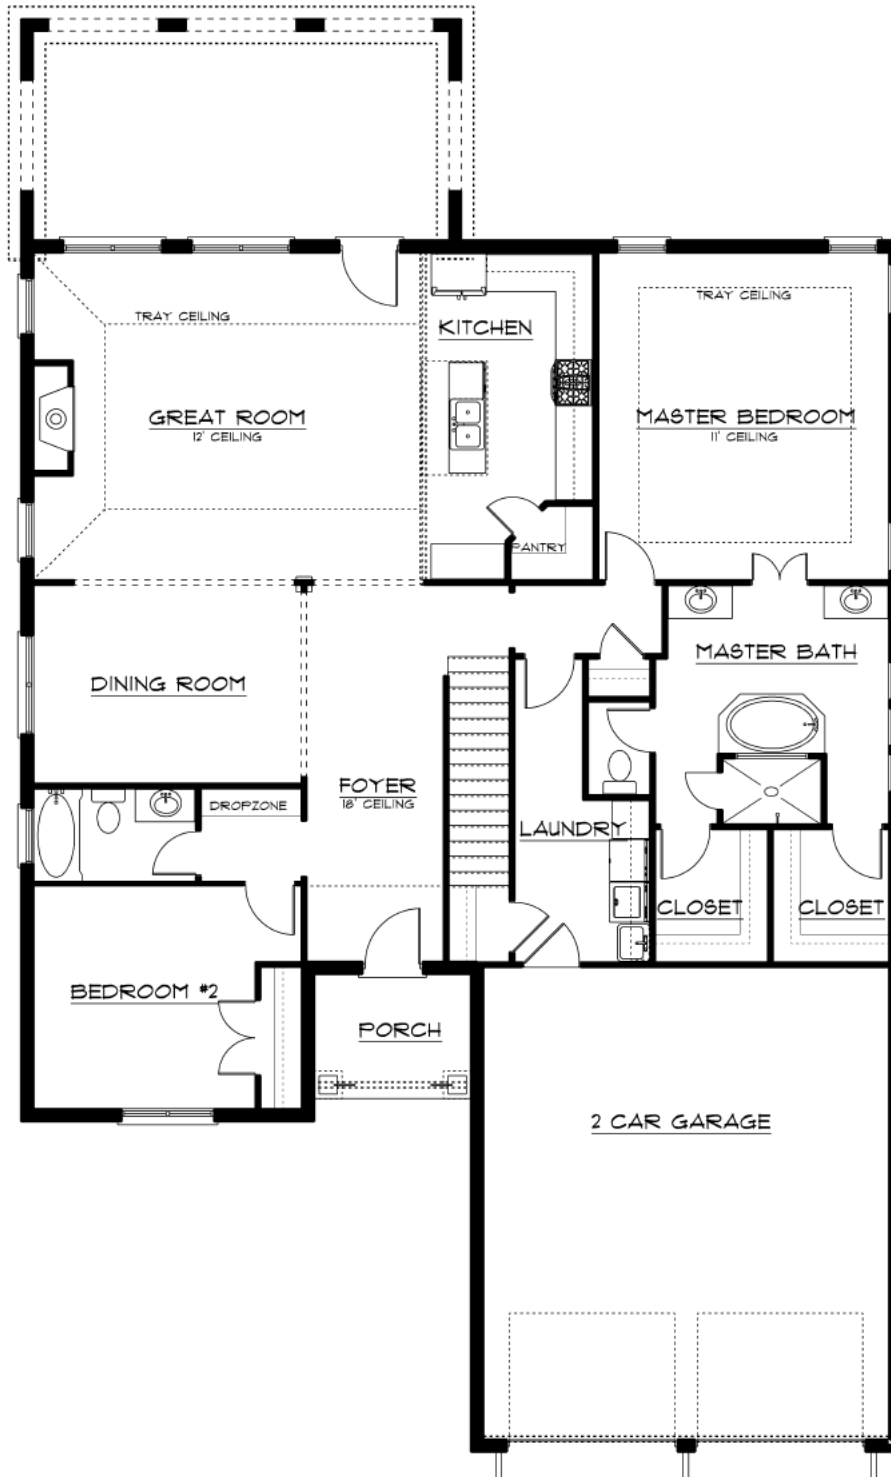 TRAY CEILING
TRAY CEILING
KITCHEN
GREAT ROOM
12' CEILING
MASTER BEDROOM
11' CEILING
PANTRY
MASTER BATH
DINING ROOM
FOYER
18' CEILING
DROPZONE
LAUNDRY
CLOSET
CLOSET
BEDROOM #2
PORCH
2 CAR GARAGE